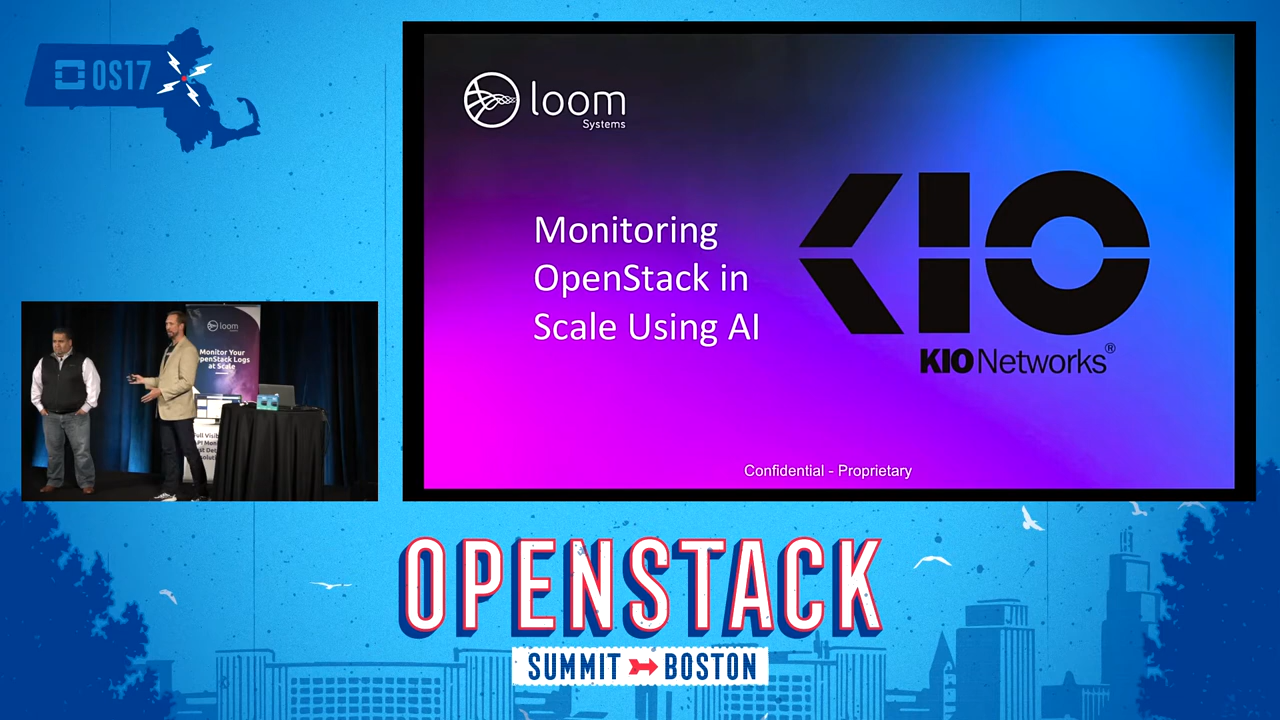 OS17
loom
Systems
Monitoring
OpenStack in
Scale Using AI
KIO
KIO Networks®
Confidential - Proprietary
loom
Monitor Your
OpenStack Logs
at Scale
OPENSTACK
SUMMIT BOSTON